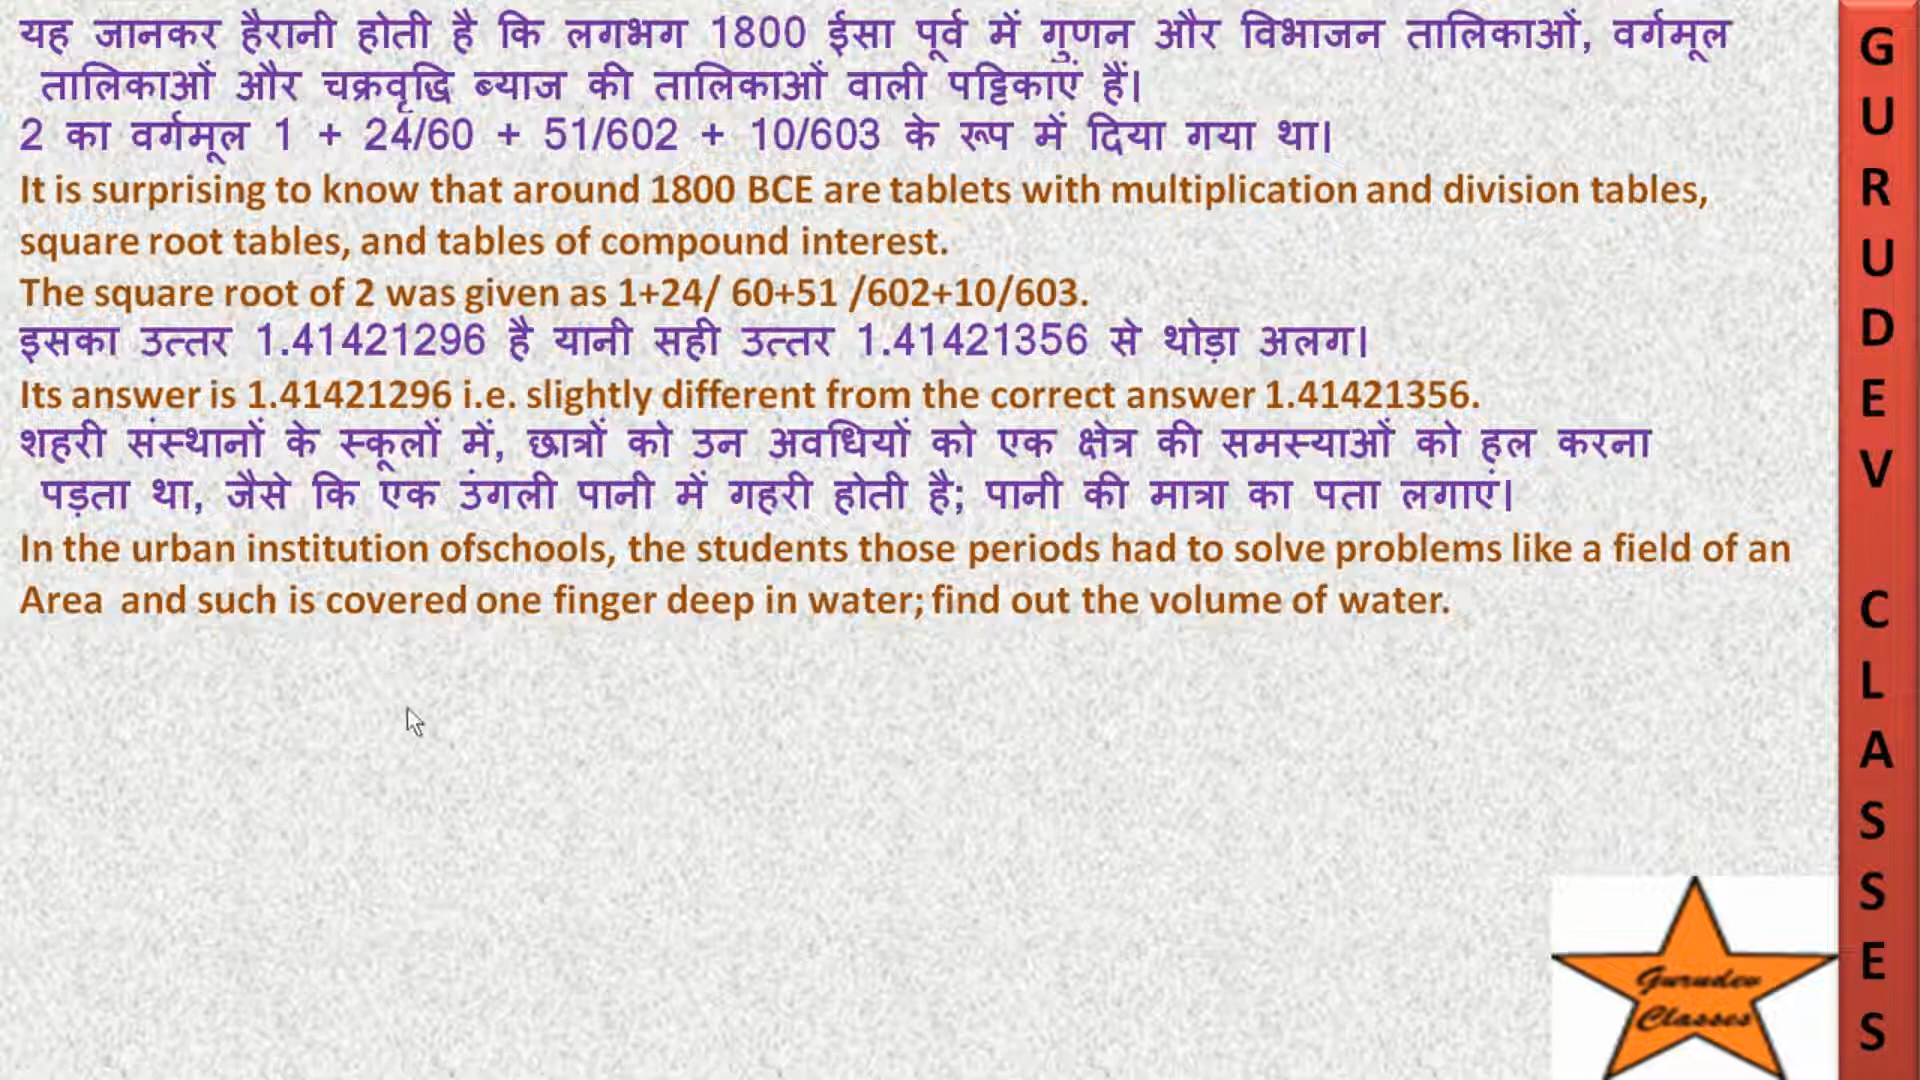 यह जानकर हैरानी होती है कि लगभग 1800 ईसा पूर्व में गुणन और विभाजन तालिकाओं, वर्गमूल
तालिकाओं और चक्रवृद्धि ब्याज की तालिकाओं वाली पट्टिकाएं हैं।
2 का वर्गमूल 1 + 24/60 + 51/602 + 10/603 के रूप में दिया गया था।
It is surprising to know that around 1800 BCE are tablets with multiplication and division tables,
square root tables, and tables of compound interest.
The square root of 2 was given as 1+24/ 60+51 /602+10/603.
इसका उत्तर 1.41421296 है यानी सही उत्तर 1.41421356 से थोड़ा अलग।
Its answer is 1.41421296 i.e. slightly different from the correct answer 1.41421356.
शहरी संस्थानों के स्कूलों में, छात्रों को उन अवधियों को एक क्षेत्र की समस्याओं को हल करना
पड़ता था, जैसे कि एक उंगली पानी में गहरी होती है; पानी की मात्रा का पता लगाएं।
In the urban institution ofschools, the students those periods had to solve problems like a field of an
Area and such is covered one finger deep in water; find out the volume of water.
GURUDEV CLASSES
Gurudev
Classes